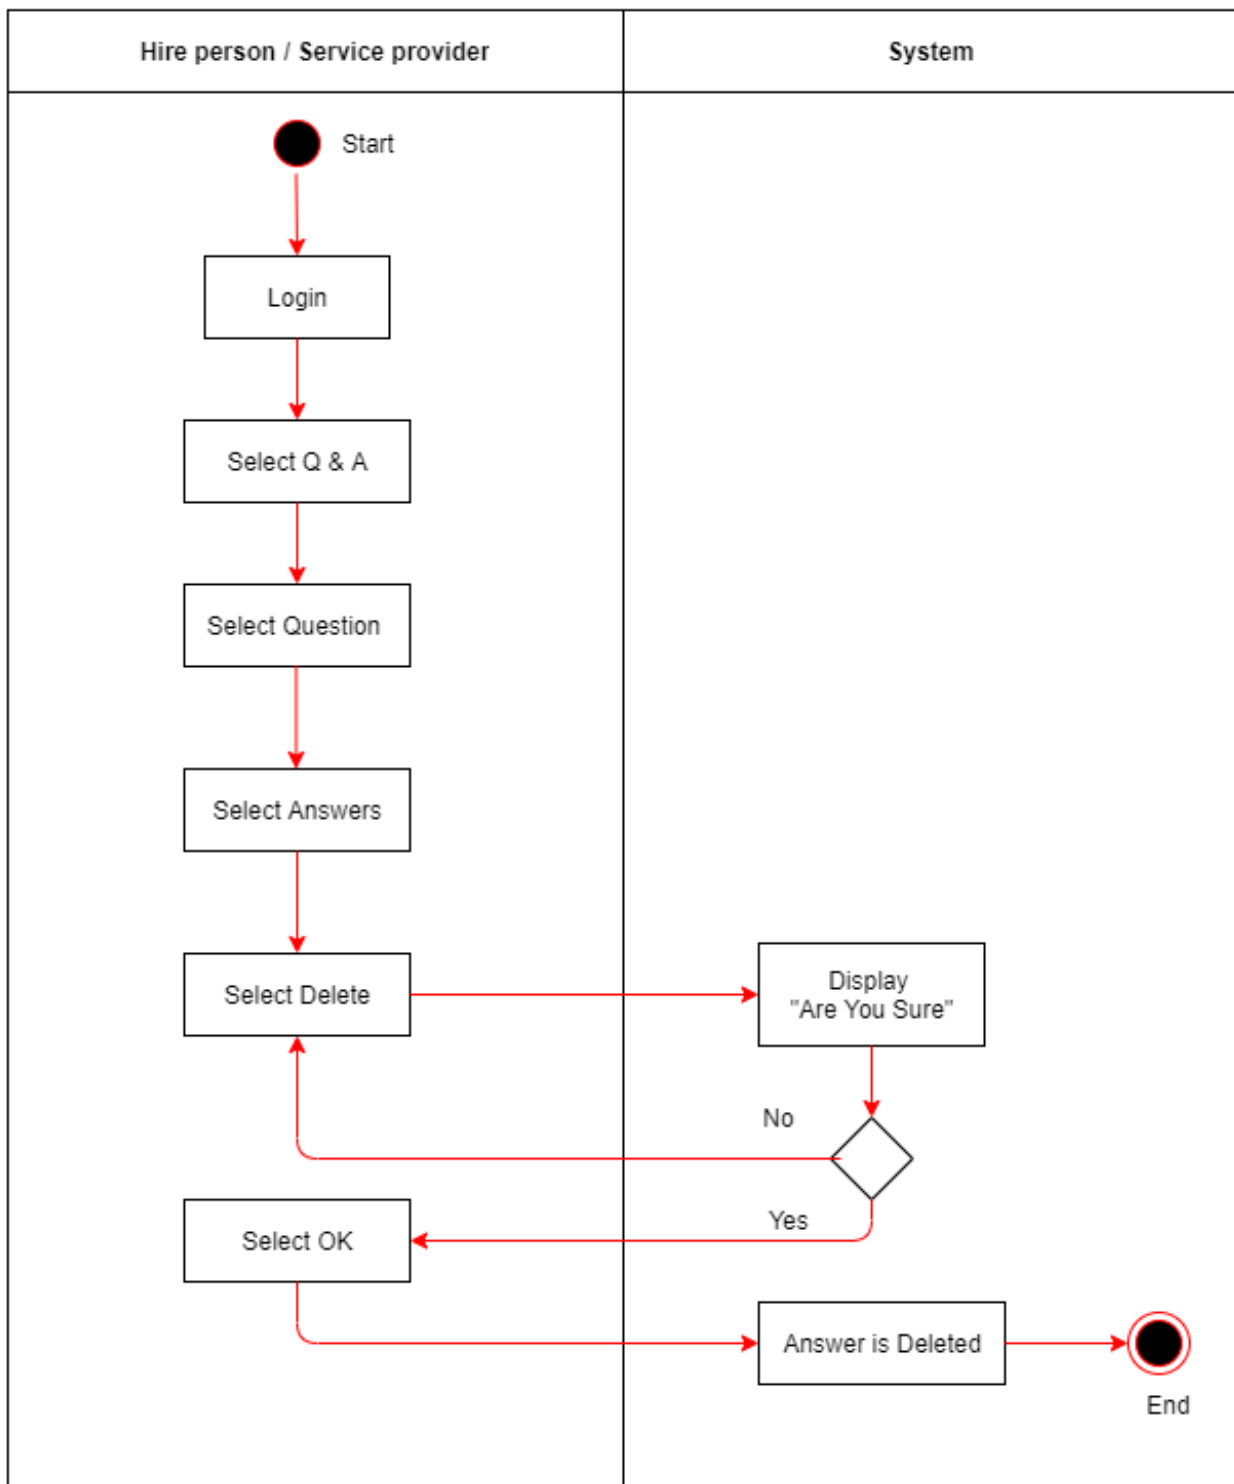 Hire person / Service provider
System
Start
Login
Select Q & A
Select Question
Select Answers
Select Delete
Display
"Are You Sure"
No
Yes
Select OK
Answer is Deleted
End